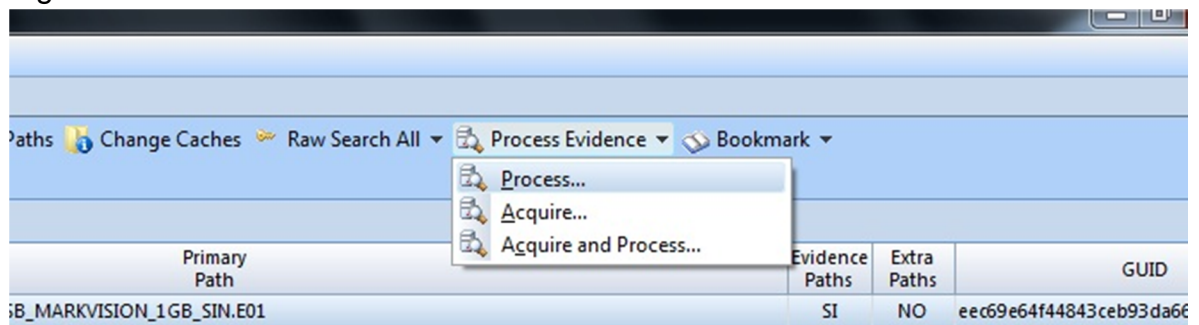 Paths Change Caches Raw Search All Process Evidence Bookmark
Process...
Acquire...
Acquire and Process...
Primary Path Evidence Paths Extra Paths GUID
SB_MARKVISION_1GB_SIN.E01 SI NO eec69e64f44843ceb93da66